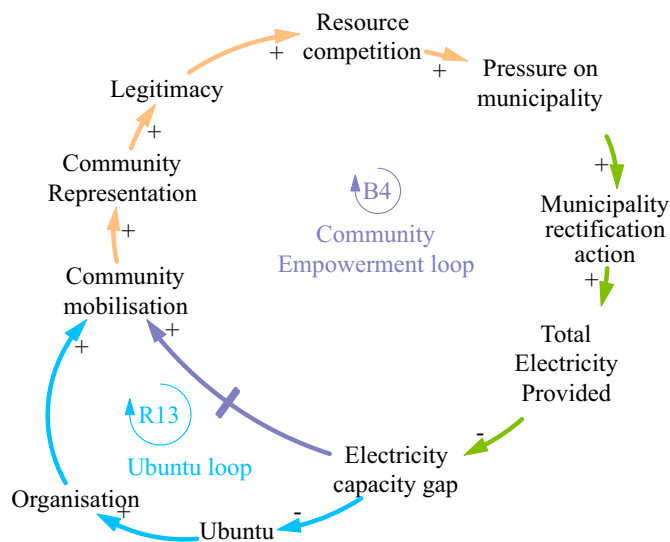 Resource
competition
+
+
Pressure on
municipality
Legitimacy
+
+
Community
Representation
+
B4
Community
Empowerment loop
Municipality
rectification
action
+
Community
mobilisation
+
+
Total
Electricity
Provided
-
R13
Ubuntu loop
Electricity
capacity gap
Organisation
+
-
Ubuntu